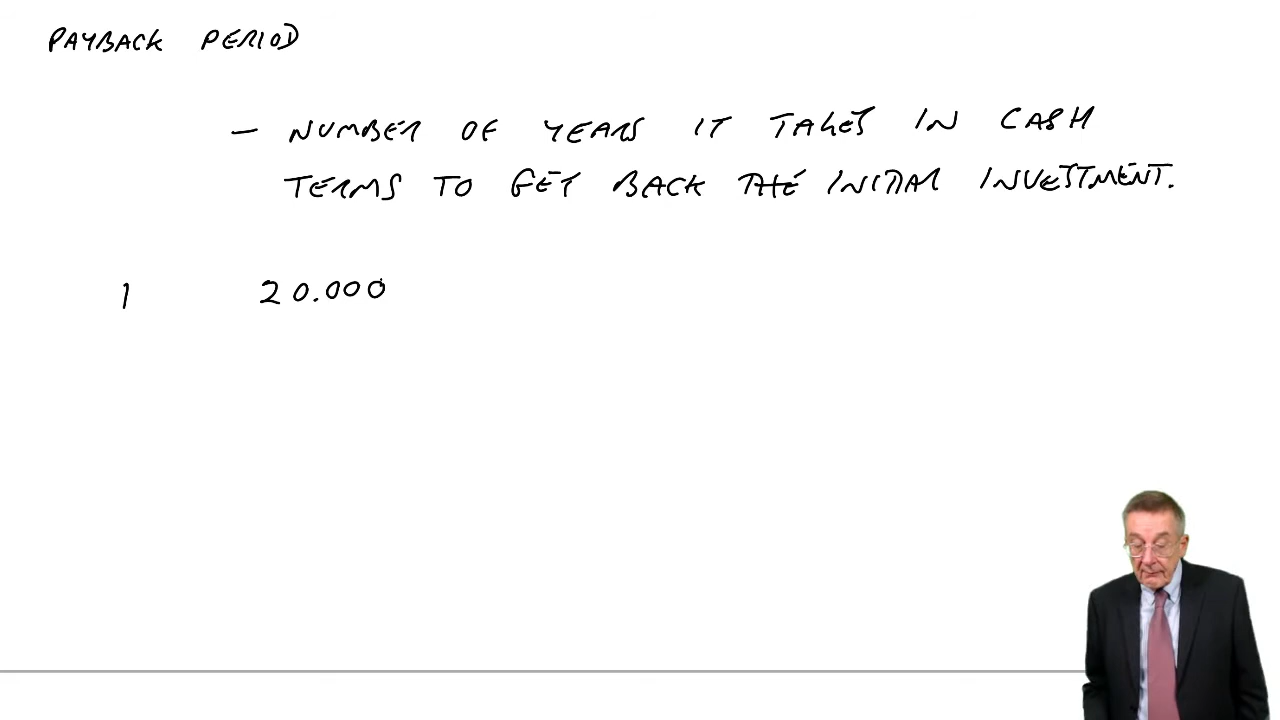 PAYBACK PERIOD
- NUMBER OF YEARS IT TAKES IN CASH
TERMS TO GET BACK THE INITIAL INVESTMENT.
1 20.000